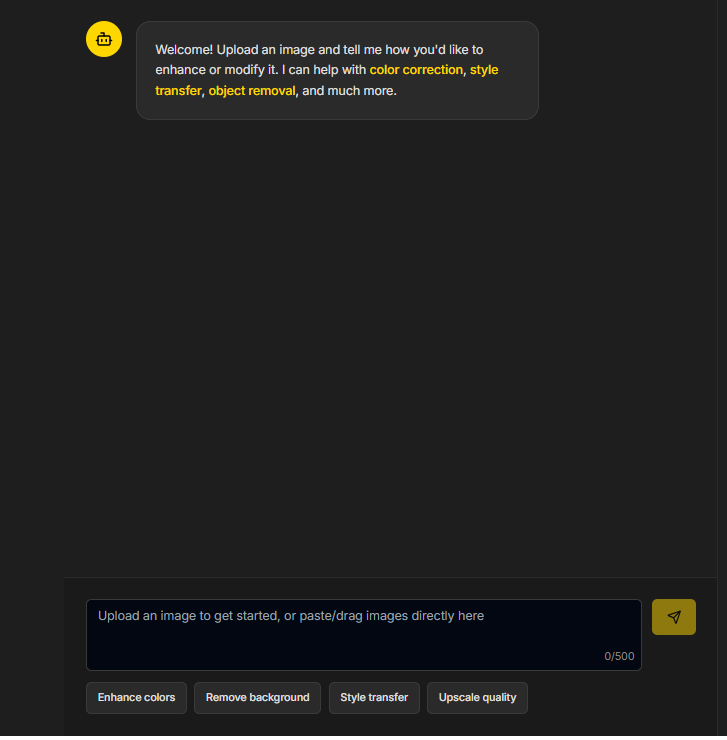 Welcome! Upload an image and tell me how you'd like to
enhance or modify it. I can help with color correction, style
transfer, object removal, and much more.
Upload an image to get started, or paste/drag images directly here
0/500
Enhance colors Remove background Style transfer Upscale quality